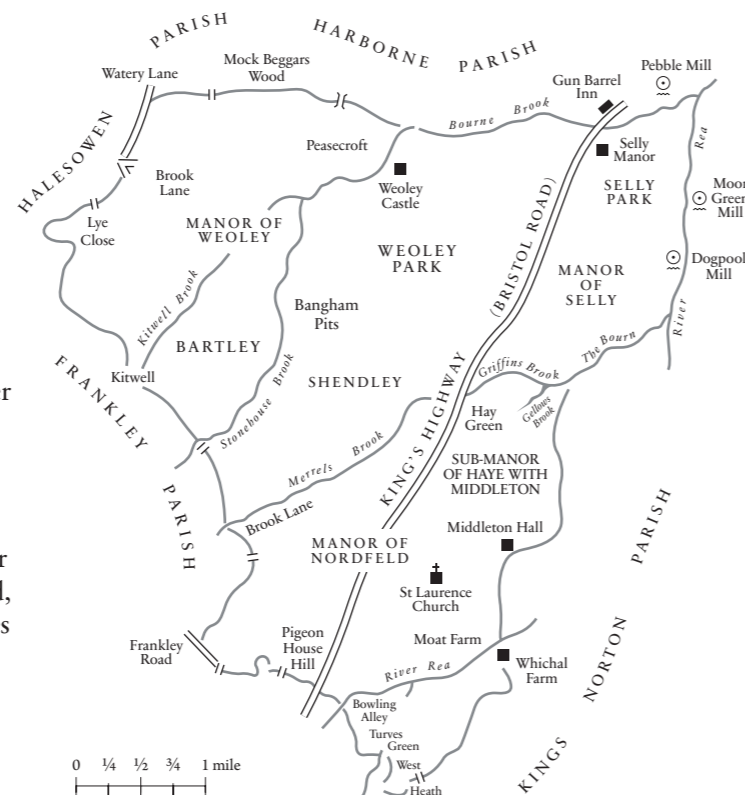 PARISH
HARBORNE PARISH
Mock Beggars
Wood
Watery Lane
Gun Barrel
Inn
Pebble Mill
Bourne Brook
HALESOWEN
Peasecroft
Selly
Manor
Rea
Brook
Lane
Weoley
Castle
SELLY
PARK
Moor
Green
Mill
Lye
Close
MANOR OF
WEOLEY
(BRISTOL ROAD)
WEOLEY
PARK
Dogpool
Mill
MANOR
OF
SELLY
Kitwell Brook
Bangham
Pits
River
BARTLEY
The Bourn
FRANKLEY
Kitwell
SHENDLEY
Griffins Brook
er
Stonehouse Brook
KING'S HIGHWAY
Hay
Green
Gellows
Brook
Merrels Brook
SUB-MANOR
OF HAYE WITH
MIDDLETON
PARISH
Brook Lane
PARISH
Middleton Hall
MANOR OF
NORDFELD
r
l,
s
St Laurence
Church
Frankley
Road
Pigeon
House
Hill
Moat Farm
River Rea
Whichal
Farm
NORTON
Bowling
Alley
Turves
Green
West
Heath
KINGS
0 ¼ ½ ¾ 1 mile